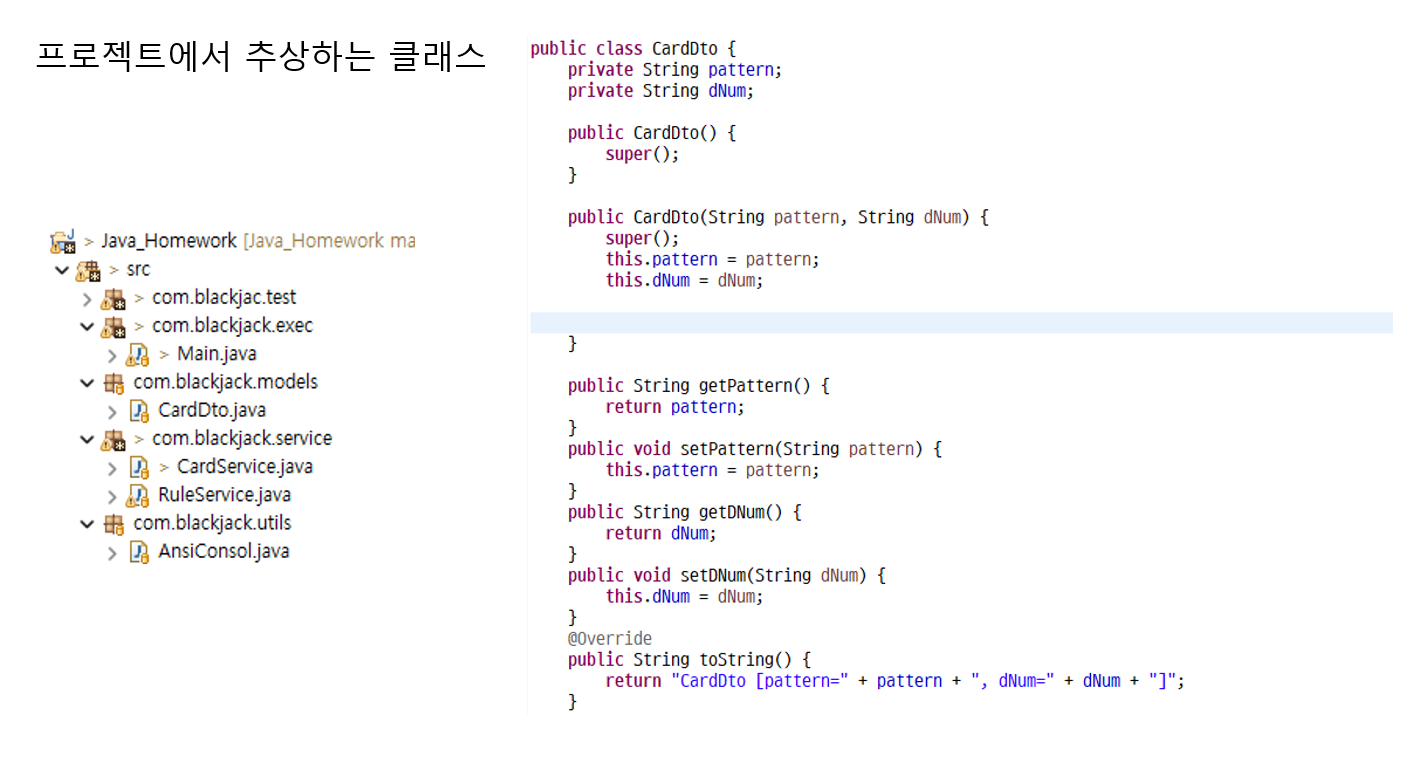 프로젝트에서 추상하는 클래스
> Java_Homework [Java_Homework ma
> src
> com.blackjac.test
> com.blackjack.exec
> Main.java
com.blackjack.models
CardDto.java
> com.blackjack.service
> CardService.java
RuleService.java
com.blackjack.utils
AnsiConsol.java
public class CardDto {
private String pattern;
private String dNum;
public CardDto() {
super();
}
public CardDto(String pattern, String dNum) {
super();
this.pattern = pattern;
this.dNum = dNum;
}
public String getPattern() {
return pattern;
}
public void setPattern(String pattern) {
this.pattern = pattern;
}
public String getDNum() {
return dNum;
}
public void setDNum(String dNum) {
this.dNum = dNum;
}
@Override
public String toString() {
return "CardDto [pattern=" + pattern + ", dNum=" + dNum + "]";
}